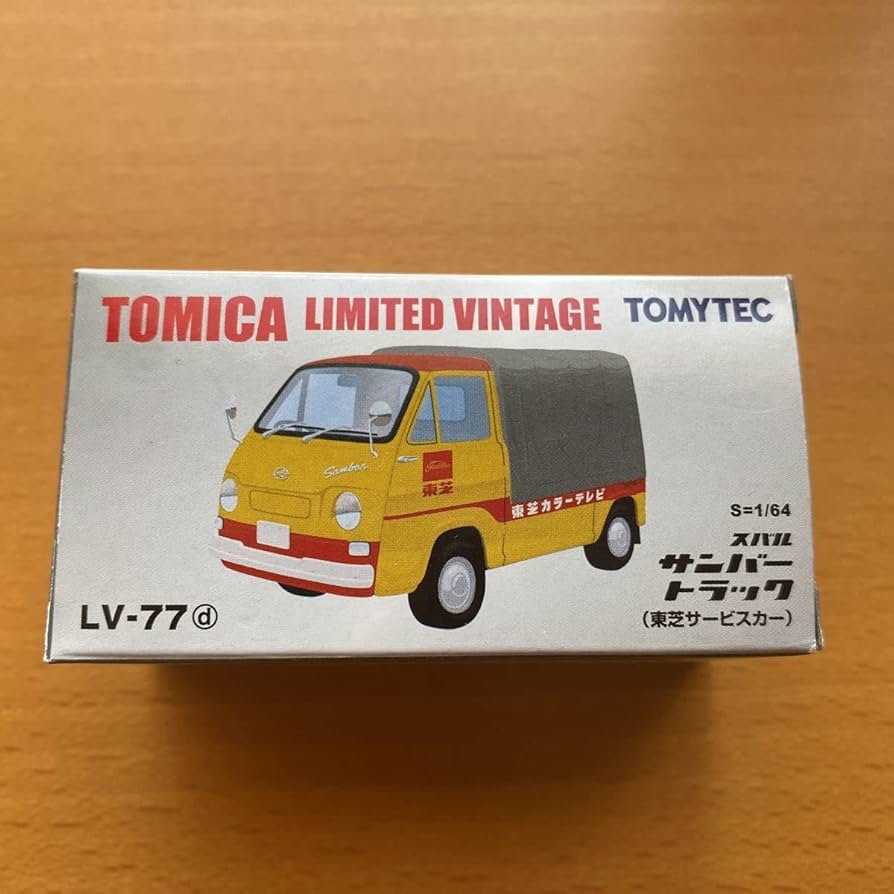 TOMICA LIMITED VINTAGE TOMYTEC
Sambar
東芝
東芝カラーテレビ
S=1/64
スバル
サンバー
トラック
(東芝サービスカー)
LV-77ⓓ